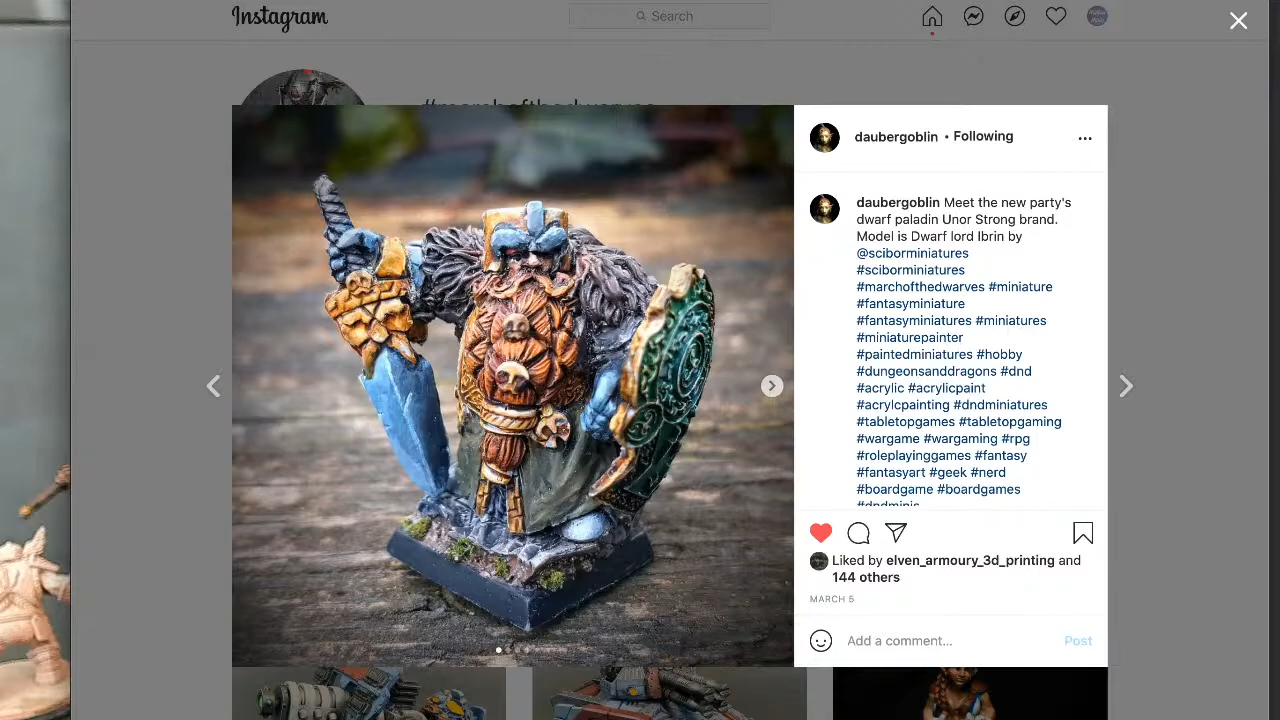 Instagram
Search
#marchofthedwarves
daubergoblin • Following
daubergoblin Meet the new party's
dwarf paladin Unor Strong brand.
Model is Dwarf lord Ibrin by
@sciborminiatures
#sciborminiatures
#marchofthedwarves #miniature
#fantasyminiature
#fantasyminiatures #miniatures
#miniaturepainter
#paintedminiatures #hobby
#dungeonsanddragons #dnd
#acrylic #acrylicpaint
#acrylcpainting #dndminiatures
#tabletopgames #tabletopgaming
#wargame #wargaming #rpg
#roleplayinggames #fantasy
#fantasyart #geek #nerd
#boardgame #boardgames
#dndminis
Liked by elven_armoury_3d_printing and
144 others
MARCH 5
Add a comment...
Post